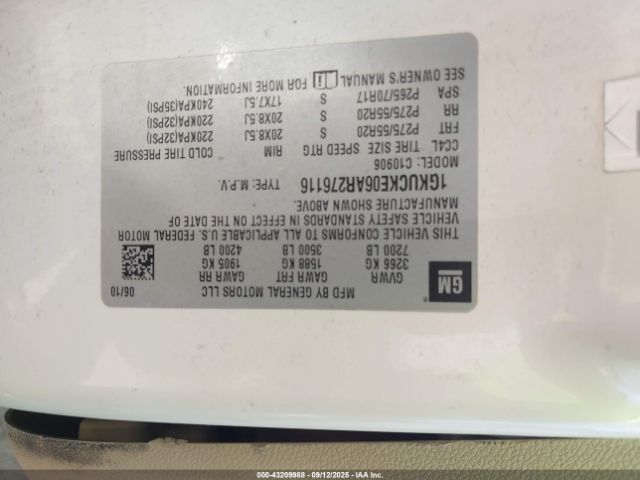 GM
MFD BY GENERAL MOTORS LLC 06/10
GVWR GAWR FRT GAWR RR
3266 KG 1588 KG 1905 KG
7200 LB 3500 LB 4200 LB
THIS VEHICLE CONFORMS TO ALL APPLICABLE U.S. FEDERAL MOTOR
VEHICLE SAFETY STANDARDS IN EFFECT ON THE DATE OF
MANUFACTURE SHOWN ABOVE.
1GKUCKE06AR276116 TYPE: M.P.V.
MODEL: C10906
CC4L TIRE SIZE SPEED RTG RIM COLD TIRE PRESSURE
FRT P275/55R20 S 20X8.5J 220KPA(32PSI)
RR P275/55R20 S 20X8.5J 220KPA(32PSI)
SPA P265/70R17 S 17X7.5J 240KPA(35PSI)
SEE OWNER'S MANUAL FOR MORE INFORMATION.
000-43209988 - 09/12/2025 - IAA Inc.